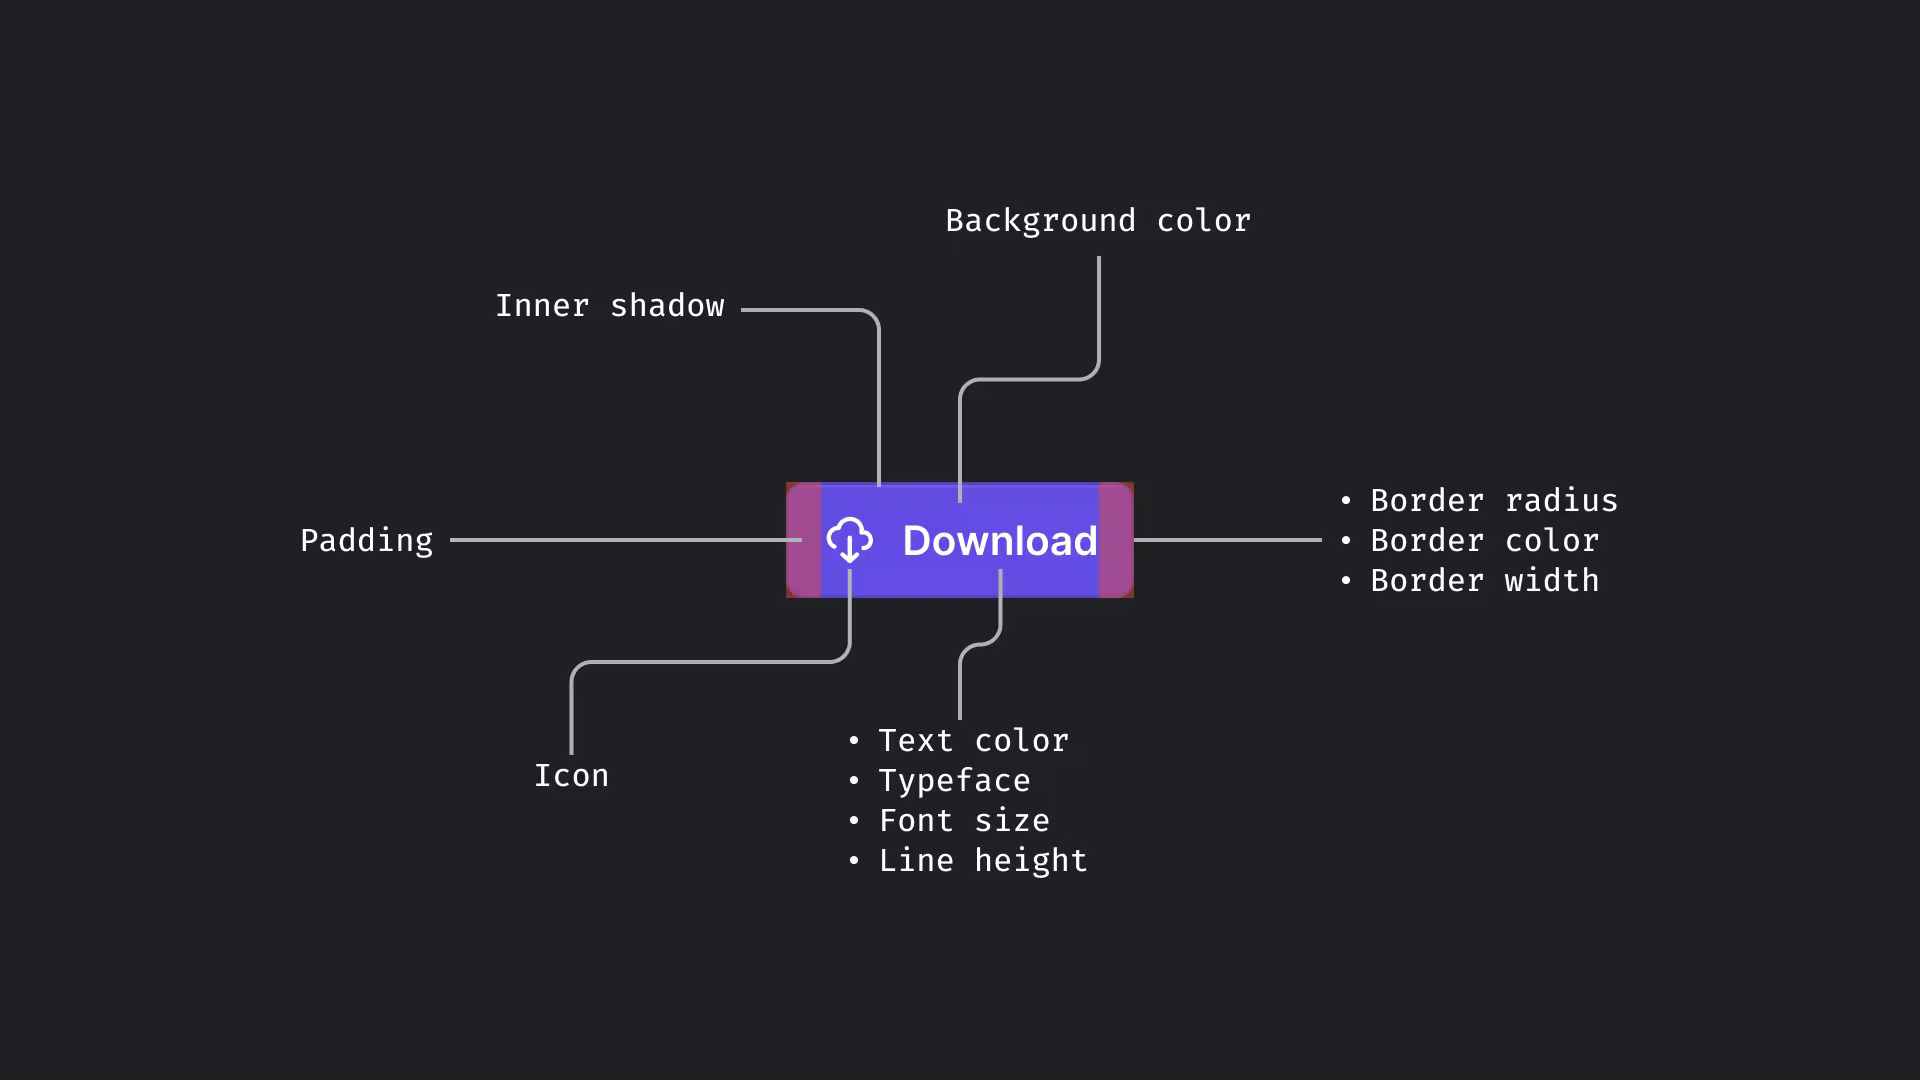 Background color
Inner shadow
Padding
Download
• Border radius
• Border color
• Border width
Icon
• Text color
• Typeface
• Font size
• Line height